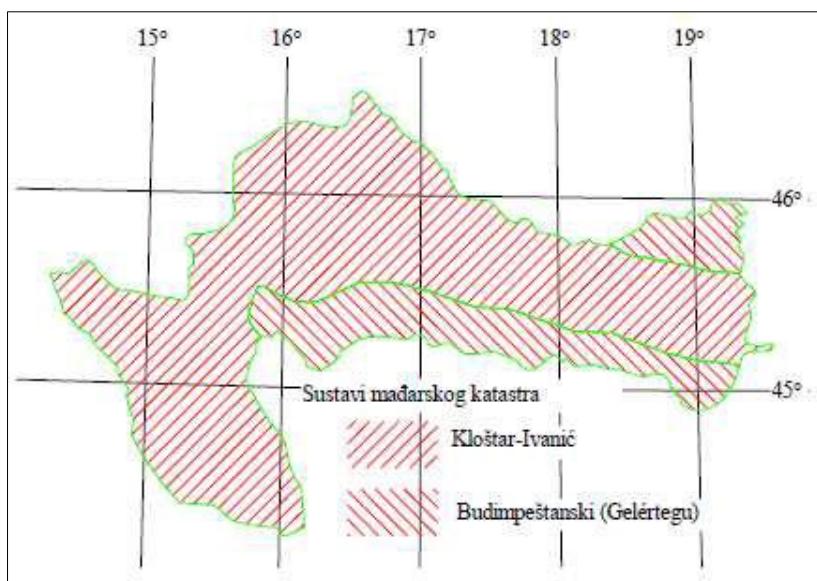 15° 16° 17° 18° 19°
46°
45°
Sustavi mađarskog katastra
Kloštar-Ivanić
Budimpeštanski (Gelértegu)